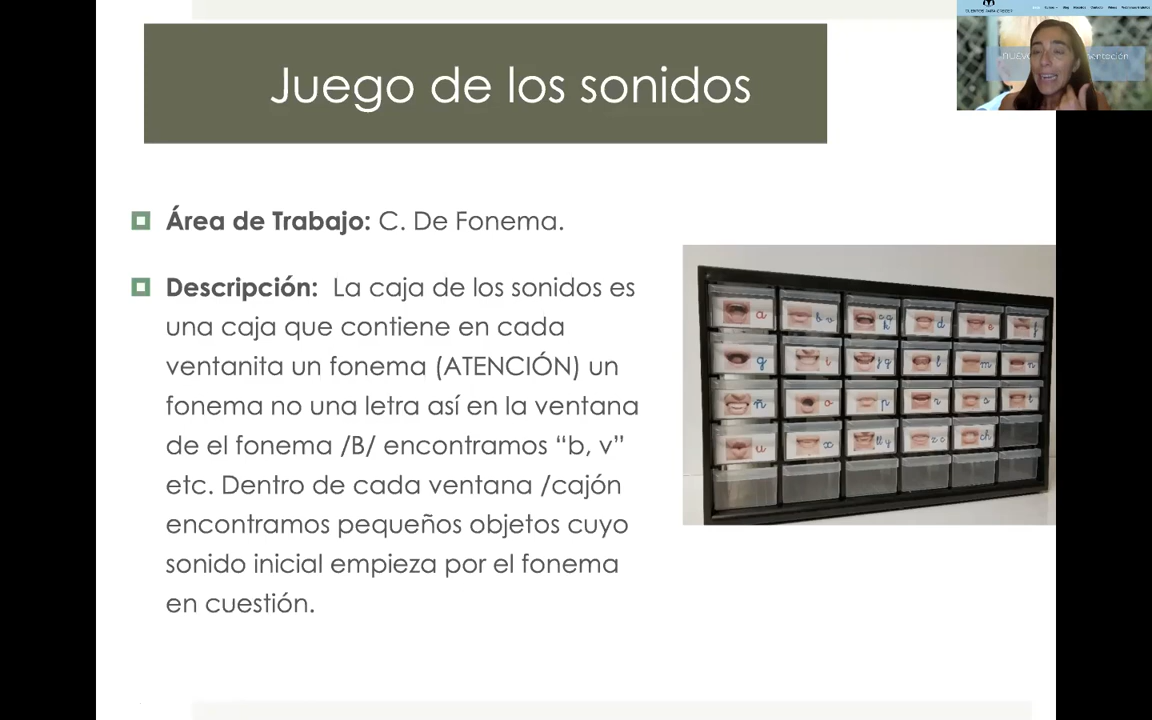 Juego de los sonidos
Área de Trabajo: C. De Fonema.
Descripción: La caja de los sonidos es
una caja que contiene en cada
ventanita un fonema (ATENCIÓN) un
fonema no una letra así en la ventana
de el fonema /B/ encontramos “b, v”
etc. Dentro de cada ventana /cajón
encontramos pequeños objetos cuyo
sonido inicial empieza por el fonema
en cuestión.
a b v d e f
g i l m n
ñ o p r s t
u x ch